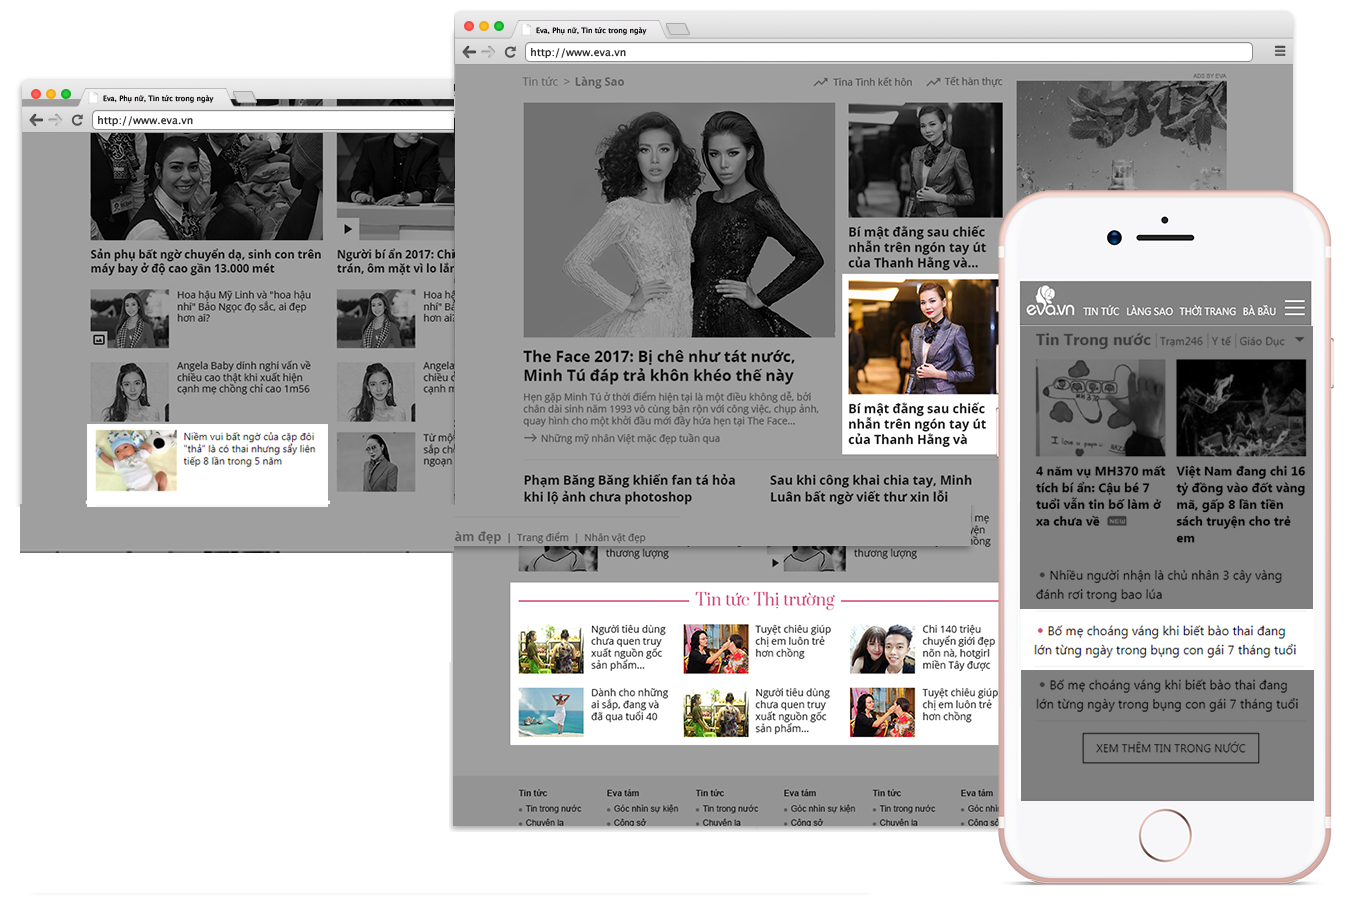 Eva, Phụ nữ, Tin tức trong ngày
http://www.eva.vn
Sản phụ bất ngờ chuyển dạ, sinh con trên
máy bay ở độ cao gần 13.000 mét
Người bí ẩn 2017: Chi
trán, ôm mặt vì lo lắn
Hoa hậu Mỹ Linh và "hoa hậu
nhí" Bảo Ngọc đọ sắc, ai đẹp
hơn ai?
Hoa hậ
nhí" B
hơn ai
Angela Baby dính nghi vấn về
chiều cao thật khi xuất hiện
cạnh mẹ chồng chỉ cao 1m56
Angela
chiều c
cạnh m
Niềm vui bất ngờ của cặp đôi
"thả" là có thai nhưng sẩy liên
tiếp 8 lần trong 5 năm
Từ mộ
sắp ch
ngoạn
Eva, Phụ nữ, Tin tức trong ngày
http://www.eva.vn
Tin tức > Làng Sao
Tina Tình kết hôn
Tết hàn thực
ADS BY EVA
Bí mật đằng sau chiếc
nhẫn trên ngón tay út
của Thanh Hằng và...
Bí mật đằng sau chiếc
nhẫn trên ngón tay út
của Thanh Hằng và
The Face 2017: Bị chê như tát nước,
Minh Tú đáp trả khôn khéo thế này
Hẹn gặp Minh Tú ở thời điểm hiện tại là một điều không dễ, bởi
chân dài sinh năm 1993 vô cùng bận rộn với công việc, chụp ảnh,
quay hình cho một khởi đầu mới đầy hứa hẹn tại The Face...
Những mỹ nhân Việt mặc đẹp tuần qua
Phạm Băng Băng khiến fan tá hỏa
khi lộ ảnh chưa photoshop
Sau khi công khai chia tay, Minh
Luân bất ngờ viết thư xin lỗi
àm đẹp | Trang điểm | Nhân vật đẹp
thương lượng
thương lượng
mẹ
yện
ông
Tin tức Thị trường
Người tiêu dùng
chưa quen truy
xuất nguồn gốc
sản phẩm...
Tuyệt chiêu giúp
chị em luôn trẻ
hơn chồng
Chi 140 triệu
chuyển giới đẹp
nõn nà, hotgirl
miền Tây được
Dành cho những
ai sắp, đang và
đã qua tuổi 40
Người tiêu dùng
chưa quen truy
xuất nguồn gốc
sản phẩm...
Tuyệt chiêu giúp
chị em luôn trẻ
hơn chồng
Tin tức
Tin trong nước
Chuyện lạ
Eva tám
Góc nhìn sự kiện
Công sở
Tin tức
Tin trong nước
Chuyện lạ
Eva tám
Góc nhìn sự kiện
Công sở
Tin tức
Tin trong nước
Chuyện lạ
Eva tám
Góc nhìn
Công sở
eva.vn TIN TỨC LÀNG SAO THỜI TRANG BÀ BẦU
Tin Trong nước | Trạm246 | Y tế | Giáo Dục
4 năm vụ MH370 mất
tích bí ẩn: Cậu bé 7
tuổi vẫn tin bố làm ở
xa chưa về NEW
Việt Nam đang chi 16
tỷ đồng vào đốt vàng
mã, gấp 8 lần tiền
sách truyện cho trẻ
em
Nhiều người nhận là chủ nhân 3 cây vàng
đánh rơi trong bao lúa
Bố mẹ choáng váng khi biết bào thai đang
lớn từng ngày trong bụng con gái 7 tháng tuổi
Bố mẹ choáng váng khi biết bào thai đang
lớn từng ngày trong bụng con gái 7 tháng tuổi
XEM THÊM TIN TRONG NƯỚC